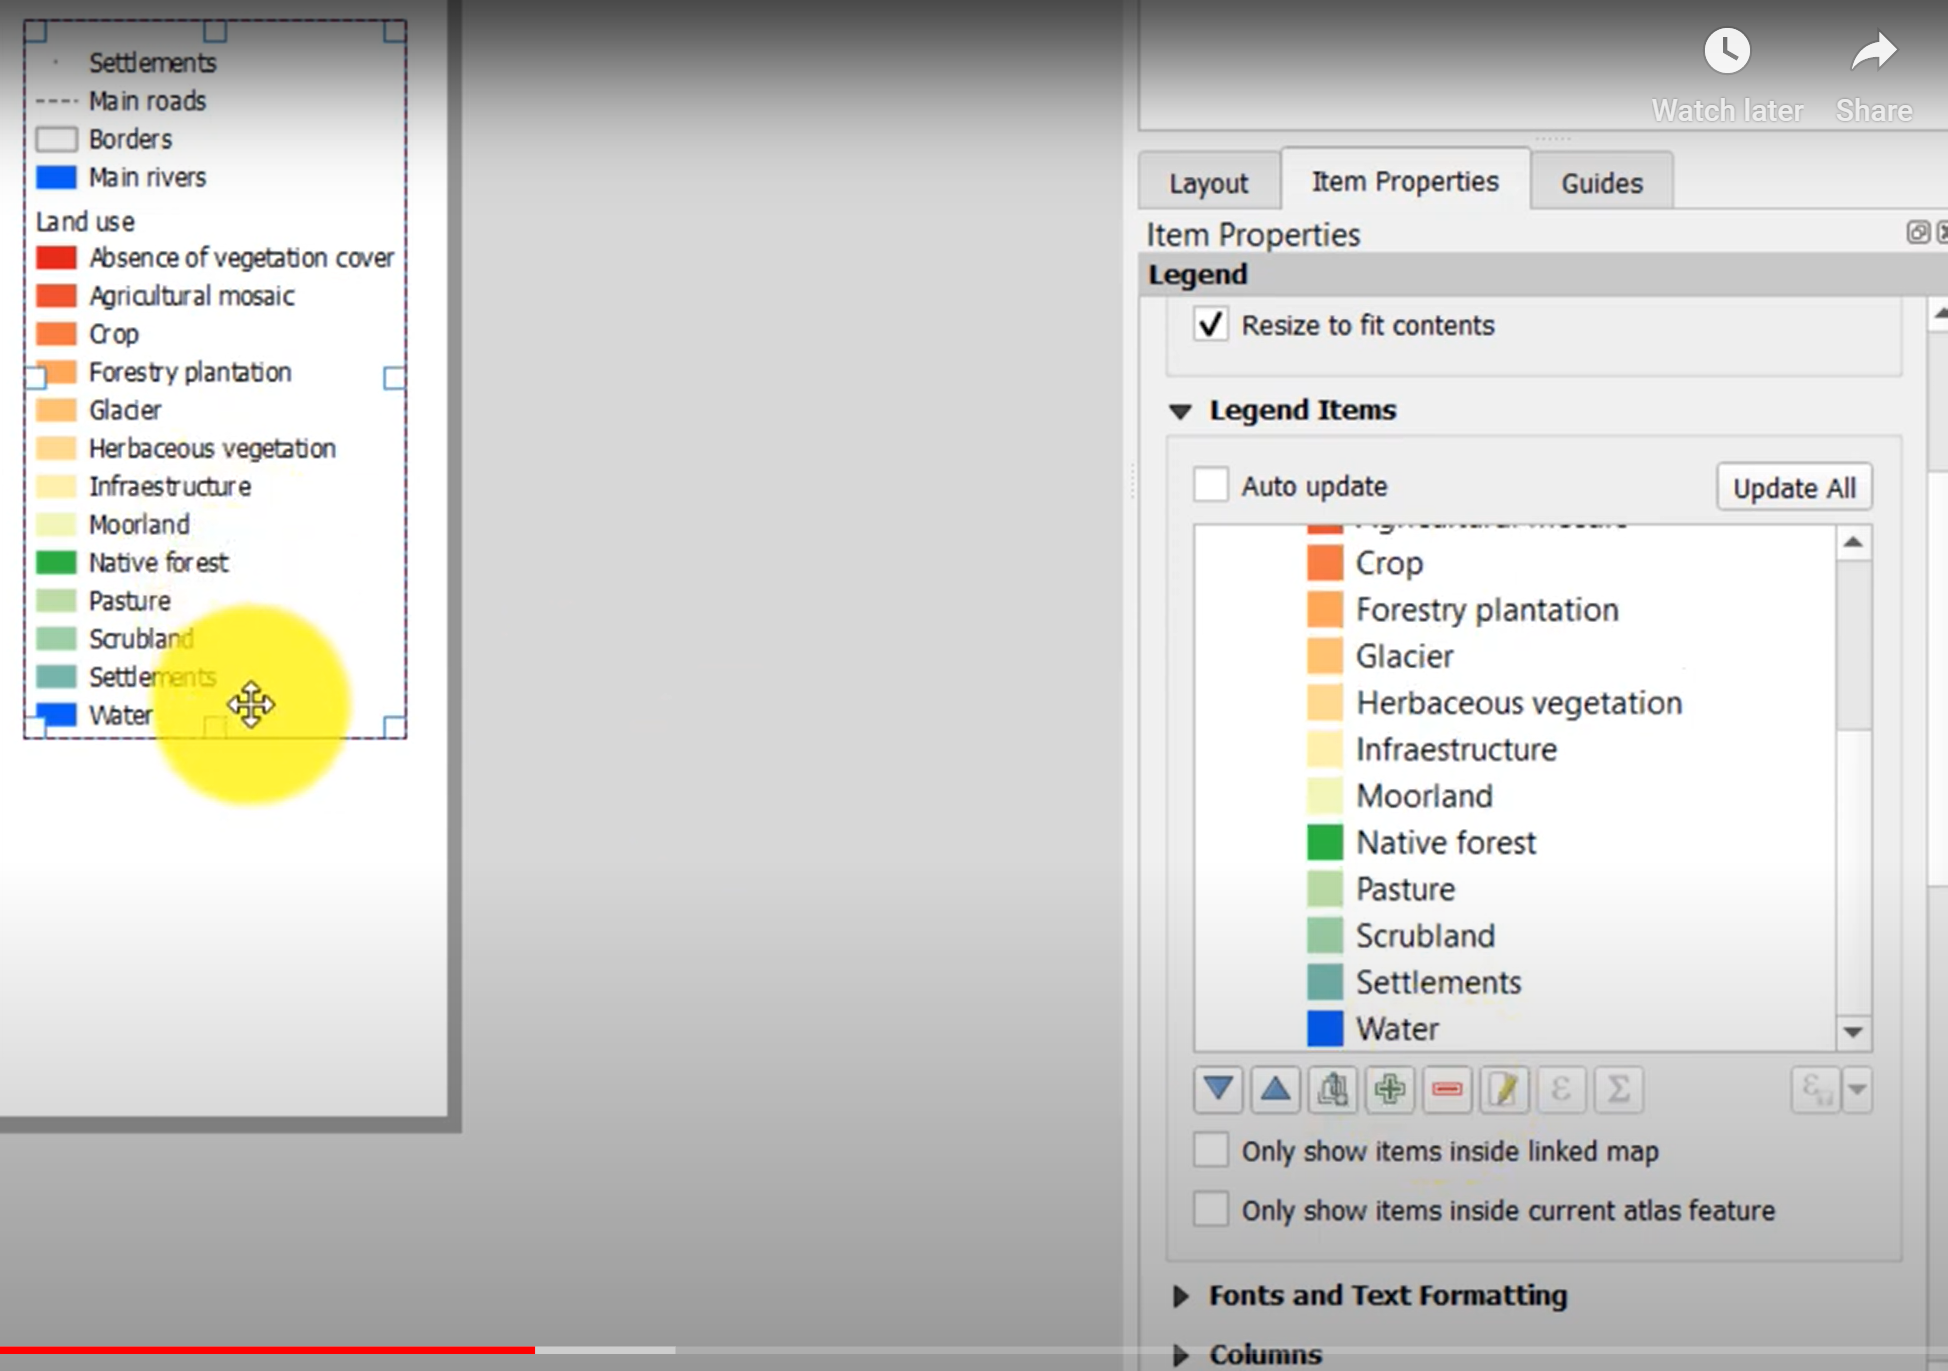 Settlements
Main roads
Borders
Main rivers
Land use
Absence of vegetation cover
Agricultural mosaic
Crop
Forestry plantation
Glacier
Herbaceous vegetation
Infraestructure
Moorland
Native forest
Pasture
Scrubland
Settlements
Water
Watch later
Share
Layout
Item Properties
Guides
Item Properties
Legend
Resize to fit contents
Legend Items
Auto update
Update All
Agricultural mosaic
Crop
Forestry plantation
Glacier
Herbaceous vegetation
Infraestructure
Moorland
Native forest
Pasture
Scrubland
Settlements
Water
ε
Σ
ε
Only show items inside linked map
Only show items inside current atlas feature
Fonts and Text Formatting
Columns